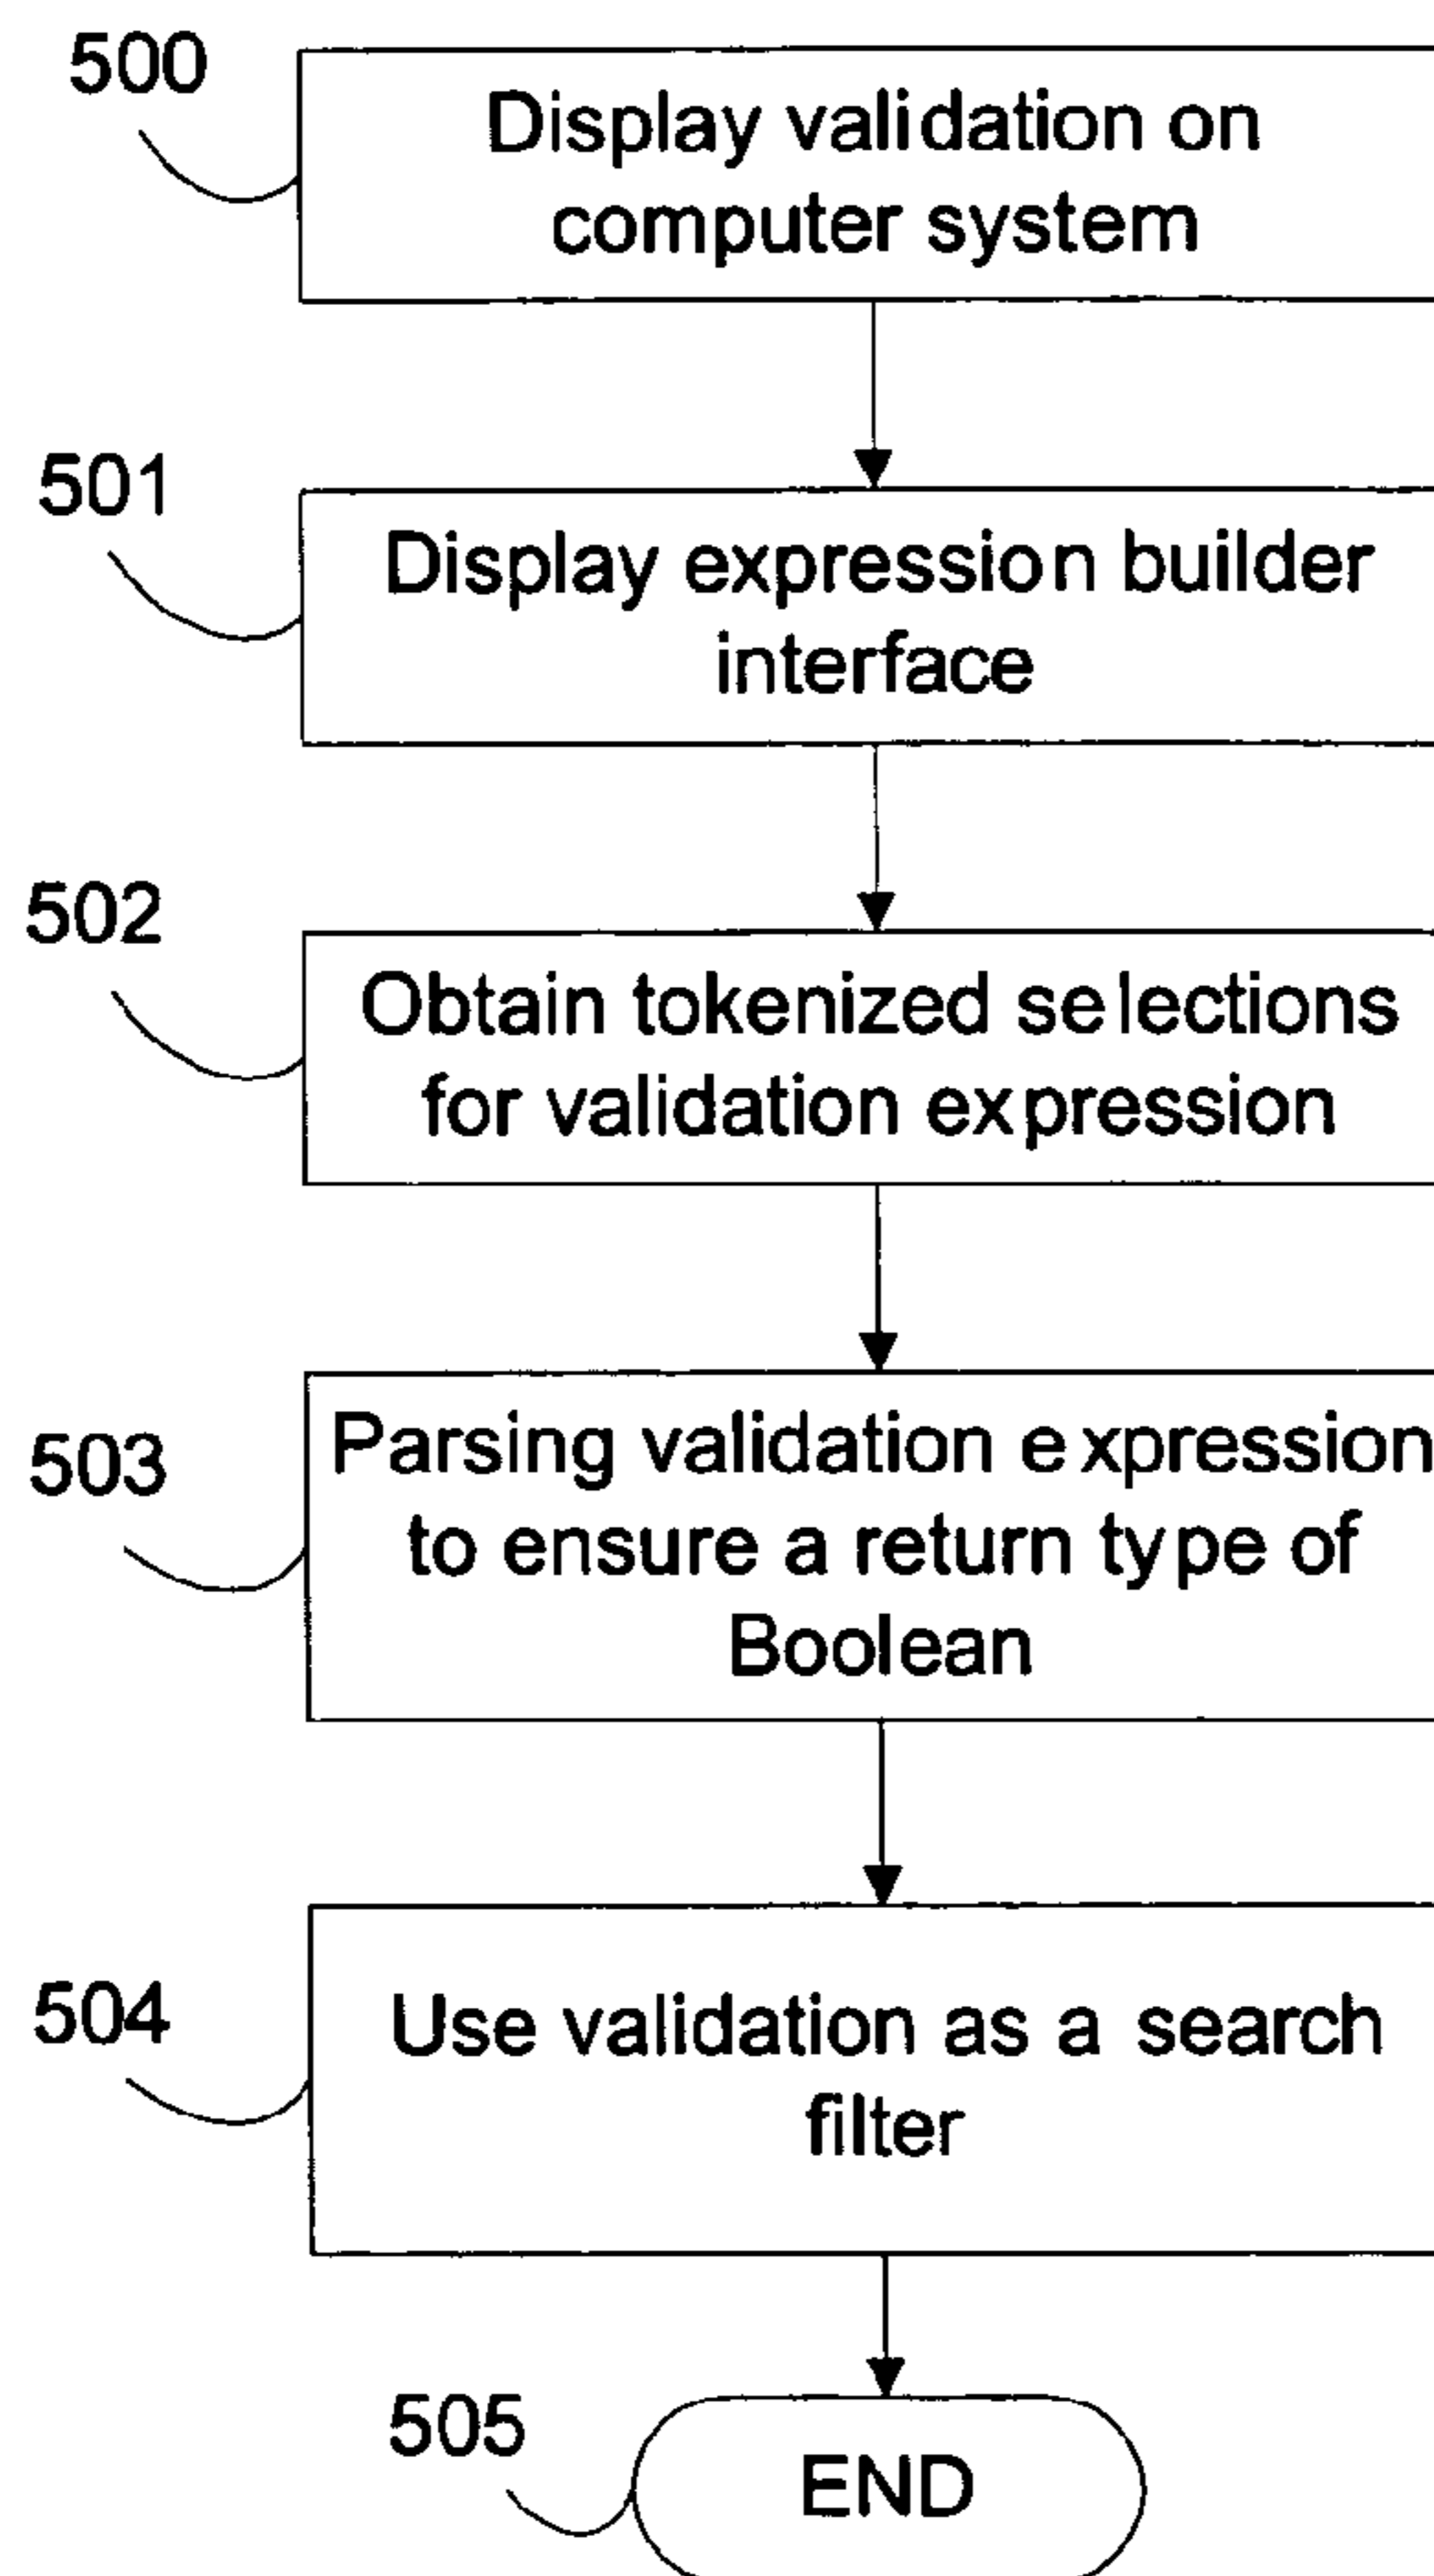 500
Display validation on
computer system
501
Display expression builder
interface
502
Obtain tokenized selections
for validation expression
503
Parsing validation expression
to ensure a return type of
Boolean
504
Use validation as a search
filter
505
END